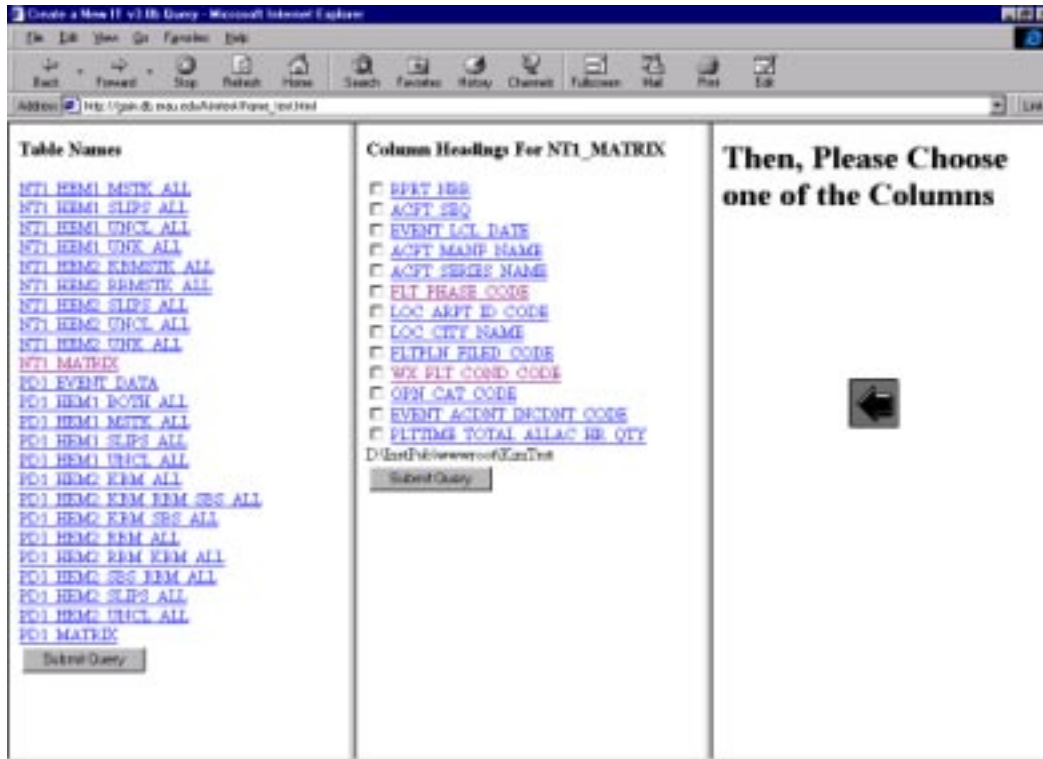 Create a New IT v3.0b Query - Microsoft Internet Explorer
File Edit View Go Favorites Help
Back Forward Stop Refresh Home Search Favorites History Channels Fullscreen Mail Print Edit
Address
Table Names
NT1 HEM1 MSTK ALL
NT1 HEM1 SLIPS ALL
NT1 HEM1 UNCL ALL
NT1 HEM1 UNK ALL
NT1 HEM2 KBMSTK ALL
NT1 HEM2 RBMSTK ALL
NT1 HEM2 SLIPS ALL
NT1 HEM2 UNCL ALL
NT1 HEM2 UNK ALL
NT1 MATRIX
PD1 EVENT DATA
PD1 HEM1 BOTH ALL
PD1 HEM1 MSTK ALL
PD1 HEM1 SLIPS ALL
PD1 HEM1 UNCL ALL
PD1 HEM2 KBM ALL
PD1 HEM2 KBM RBM SBS ALL
PD1 HEM2 KBM SBS ALL
PD1 HEM2 RBM ALL
PD1 HEM2 RBM KBM ALL
PD1 HEM2 SBS RBM ALL
PD1 HEM2 SLIPS ALL
PD1 HEM2 UNCL ALL
PD1 MATRIX
Submit Query
Column Headings For NT1_MATRIX
RPRT NBR
ACFT SEQ
EVENT LCL DATE
ACFT MANF NAME
ACFT SERIES NAME
FLT PHASE CODE
LOC ARPT ID CODE
LOC CITY NAME
FLTPLN FILED CODE
WX FLT COND CODE
OPN CAT CODE
EVENT ACDNT INCDNT CODE
PLTTIME TOTAL ALLAC HR QTY
D:\InetPub\wwwroot\KimTest
Submit Query
Then, Please Choose
one of the Columns